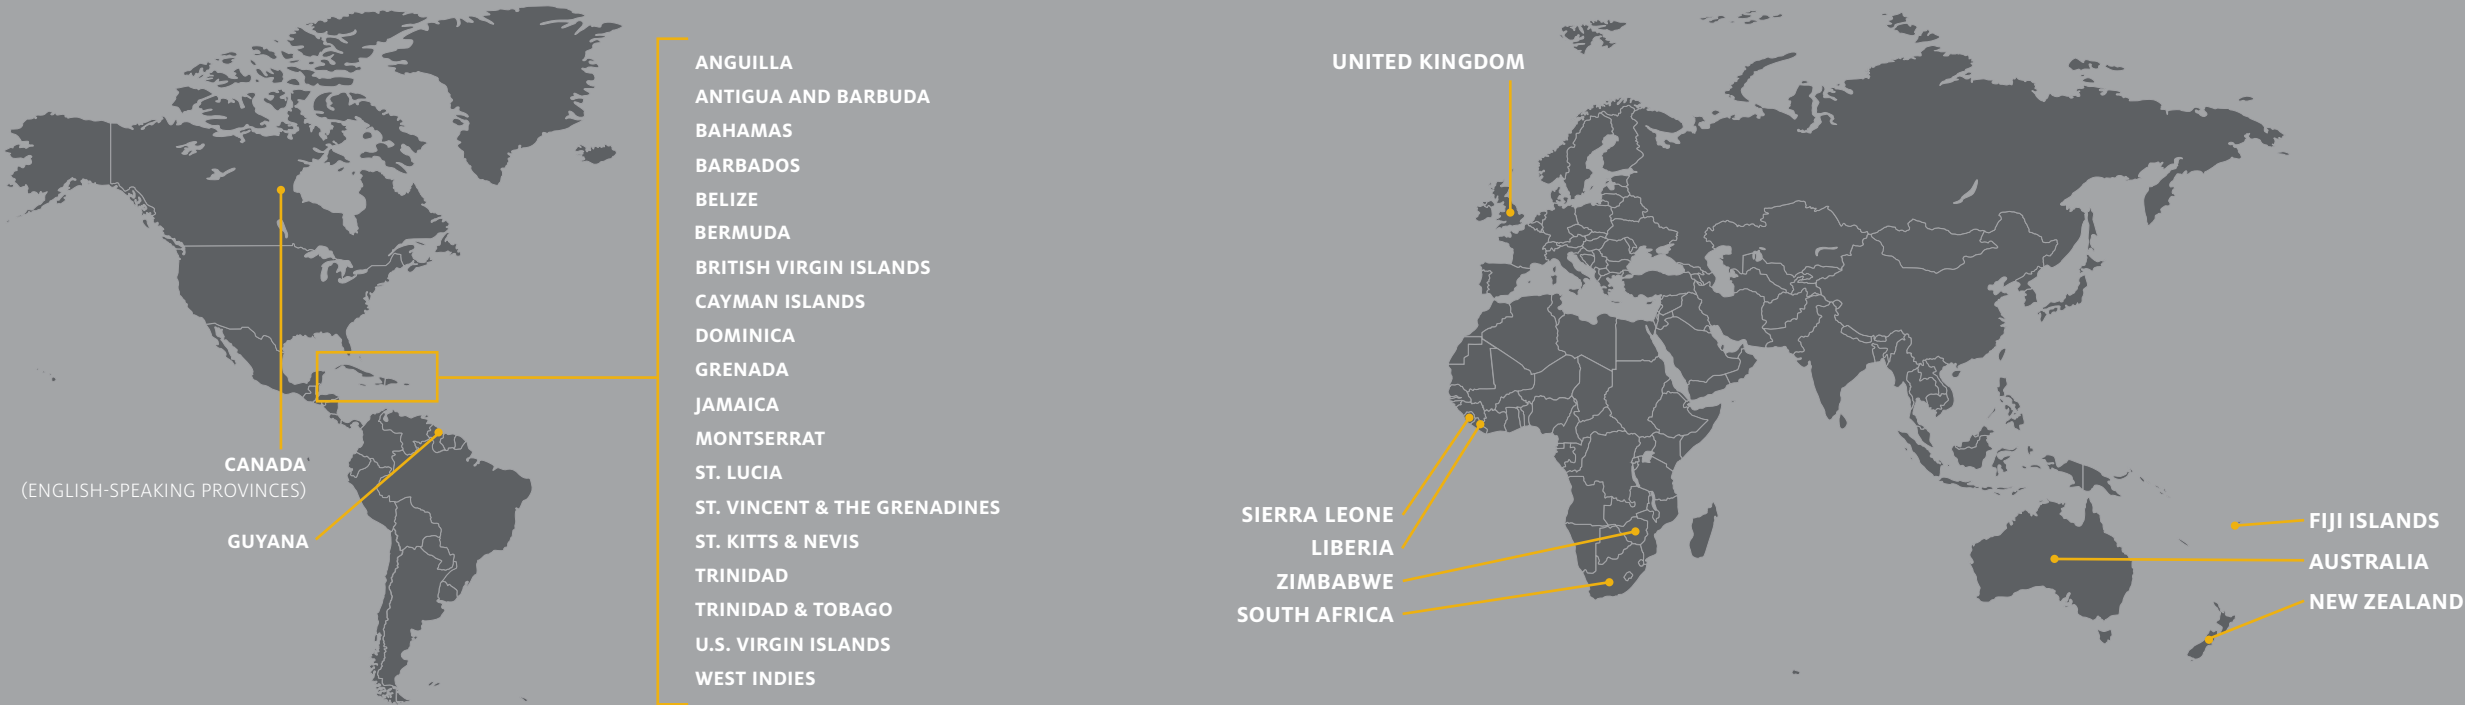 ANGUILLA
ANTIGUA AND BARBUDA
BAHAMAS
BARBADOS
BELIZE
BERMUDA
BRITISH VIRGIN ISLANDS
CAYMAN ISLANDS
DOMINICA
GRENADA
JAMAICA
MONTSERRAT
ST. LUCIA
ST. VINCENT & THE GRENADINES
ST. KITTS & NEVIS
TRINIDAD
TRINIDAD & TOBAGO
U.S. VIRGIN ISLANDS
WEST INDIES
CANADA
(ENGLISH-SPEAKING PROVINCES)
GUYANA
UNITED KINGDOM
SIERRA LEONE
LIBERIA
ZIMBABWE
SOUTH AFRICA
FIJI ISLANDS
AUSTRALIA
NEW ZEALAND